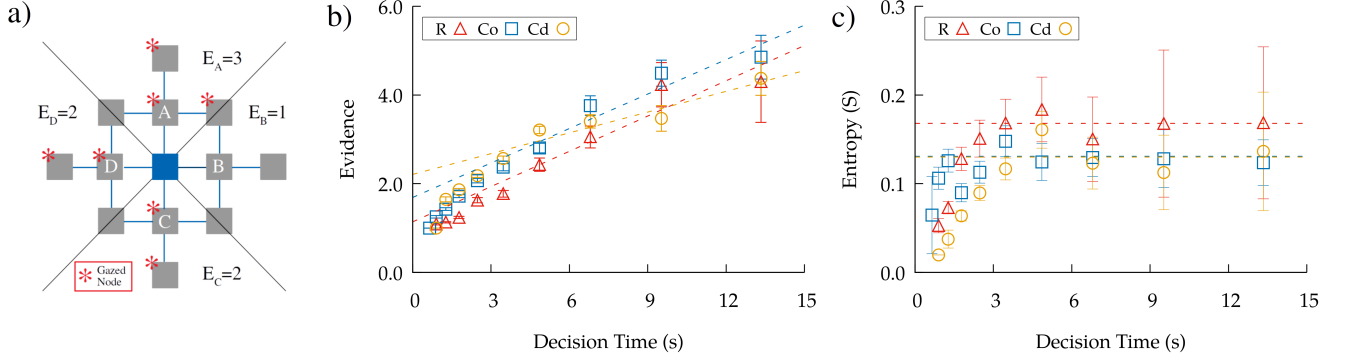 a)
E_A=3
E_D=2
E_B=1
A
D
B
C
* Gazed
Node
E_C=2
b)
6.0
4.0
2.0
0.0
Evidence
R Co Cd
0 3 6 9 12 15
Decision Time (s)
c)
0.3
0.2
0.1
0.0
Entropy (S)
R Co Cd
0 3 6 9 12 15
Decision Time (s)